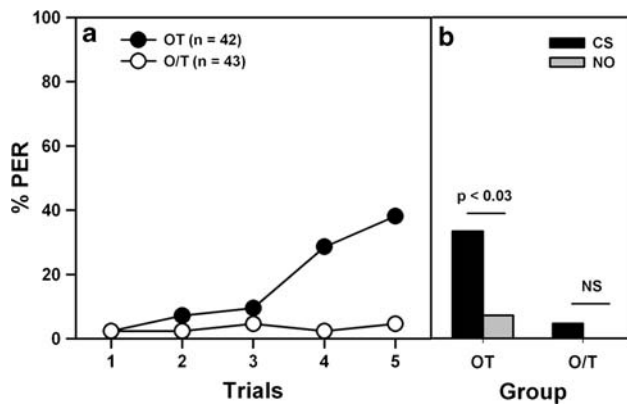 100
80
60
40
20
0
% PER
a
OT (n = 42)
O/T (n = 43)
1 2 3 4 5
Trials
b
CS
NO
p < 0.03
NS
OT O/T
Group